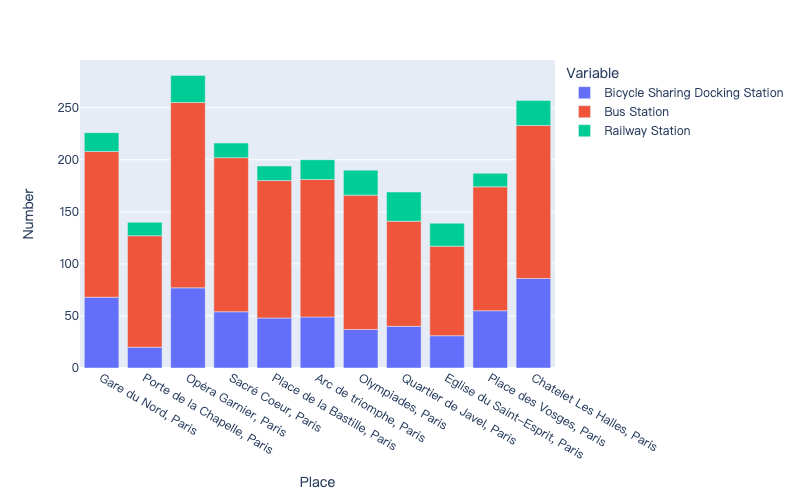 Variable
Bicycle Sharing Docking Station
Bus Station
Railway Station
Number
250
200
150
100
50
0
Gare du Nord, Paris
Porte de la Chapelle, Paris
Opéra Garnier, Paris
Sacré Coeur, Paris
Place de la Bastille, Paris
Arc de triomphe, Paris
Olympiades, Paris
Quartier de Javel, Paris
Eglise du Saint-Esprit, Paris
Place des Vosges, Paris
Chatelet Les Halles, Paris
Place